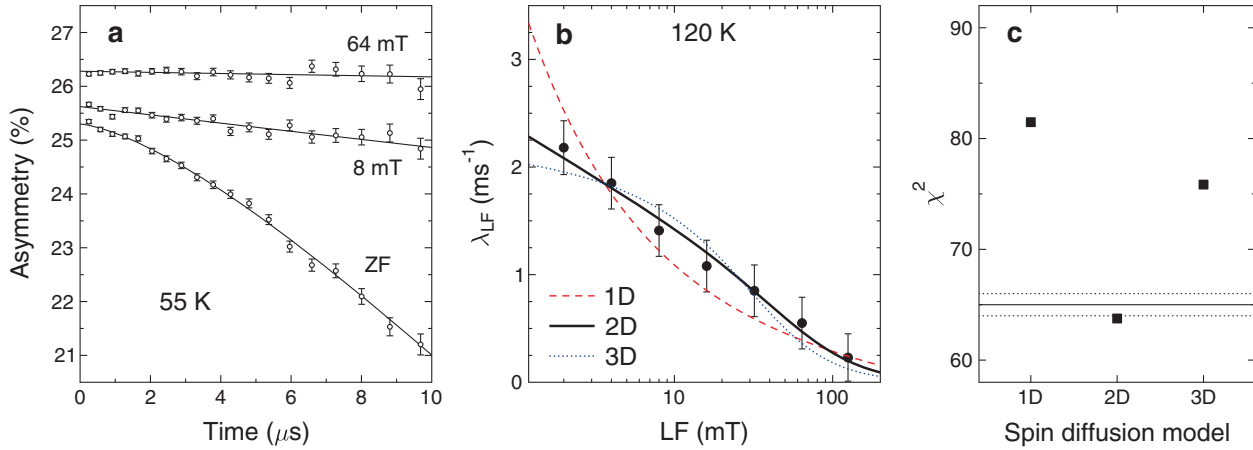 a
64 mT
8 mT
ZF
55 K
Asymmetry (%)
27
26
25
24
23
22
21
0
2
4
6
8
10
Time (μs)
b
120 K
λLF (ms⁻¹)
3
2
1
0
1D
2D
3D
10
100
LF (mT)
c
χ²
90
80
70
60
1D
2D
3D
Spin diffusion model